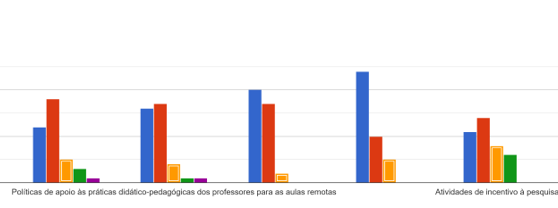 Políticas de apoio às práticas didático-pedagógicas dos professores para as aulas remotas
Atividades de incentivo à pesquisa